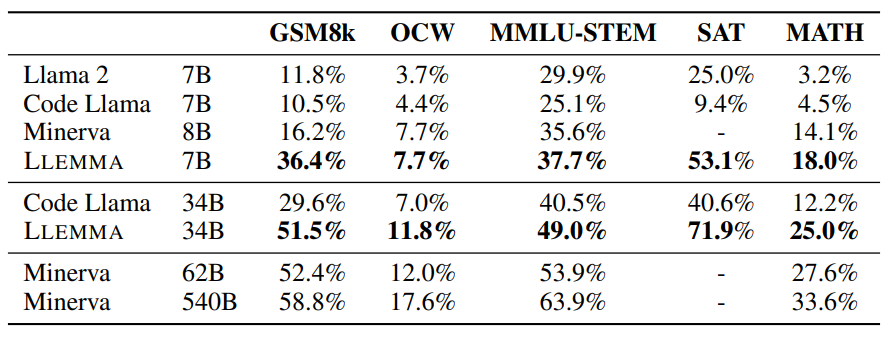 GSM8k OCW MMLU-STEM SAT MATH
Llama 2 7B 11.8% 3.7% 29.9% 25.0% 3.2%
Code Llama 7B 10.5% 4.4% 25.1% 9.4% 4.5%
Minerva 8B 16.2% 7.7% 35.6% - 14.1%
LLEMMA 7B 36.4% 7.7% 37.7% 53.1% 18.0%
Code Llama 34B 29.6% 7.0% 40.5% 40.6% 12.2%
LLEMMA 34B 51.5% 11.8% 49.0% 71.9% 25.0%
Minerva 62B 52.4% 12.0% 53.9% - 27.6%
Minerva 540B 58.8% 17.6% 63.9% - 33.6%